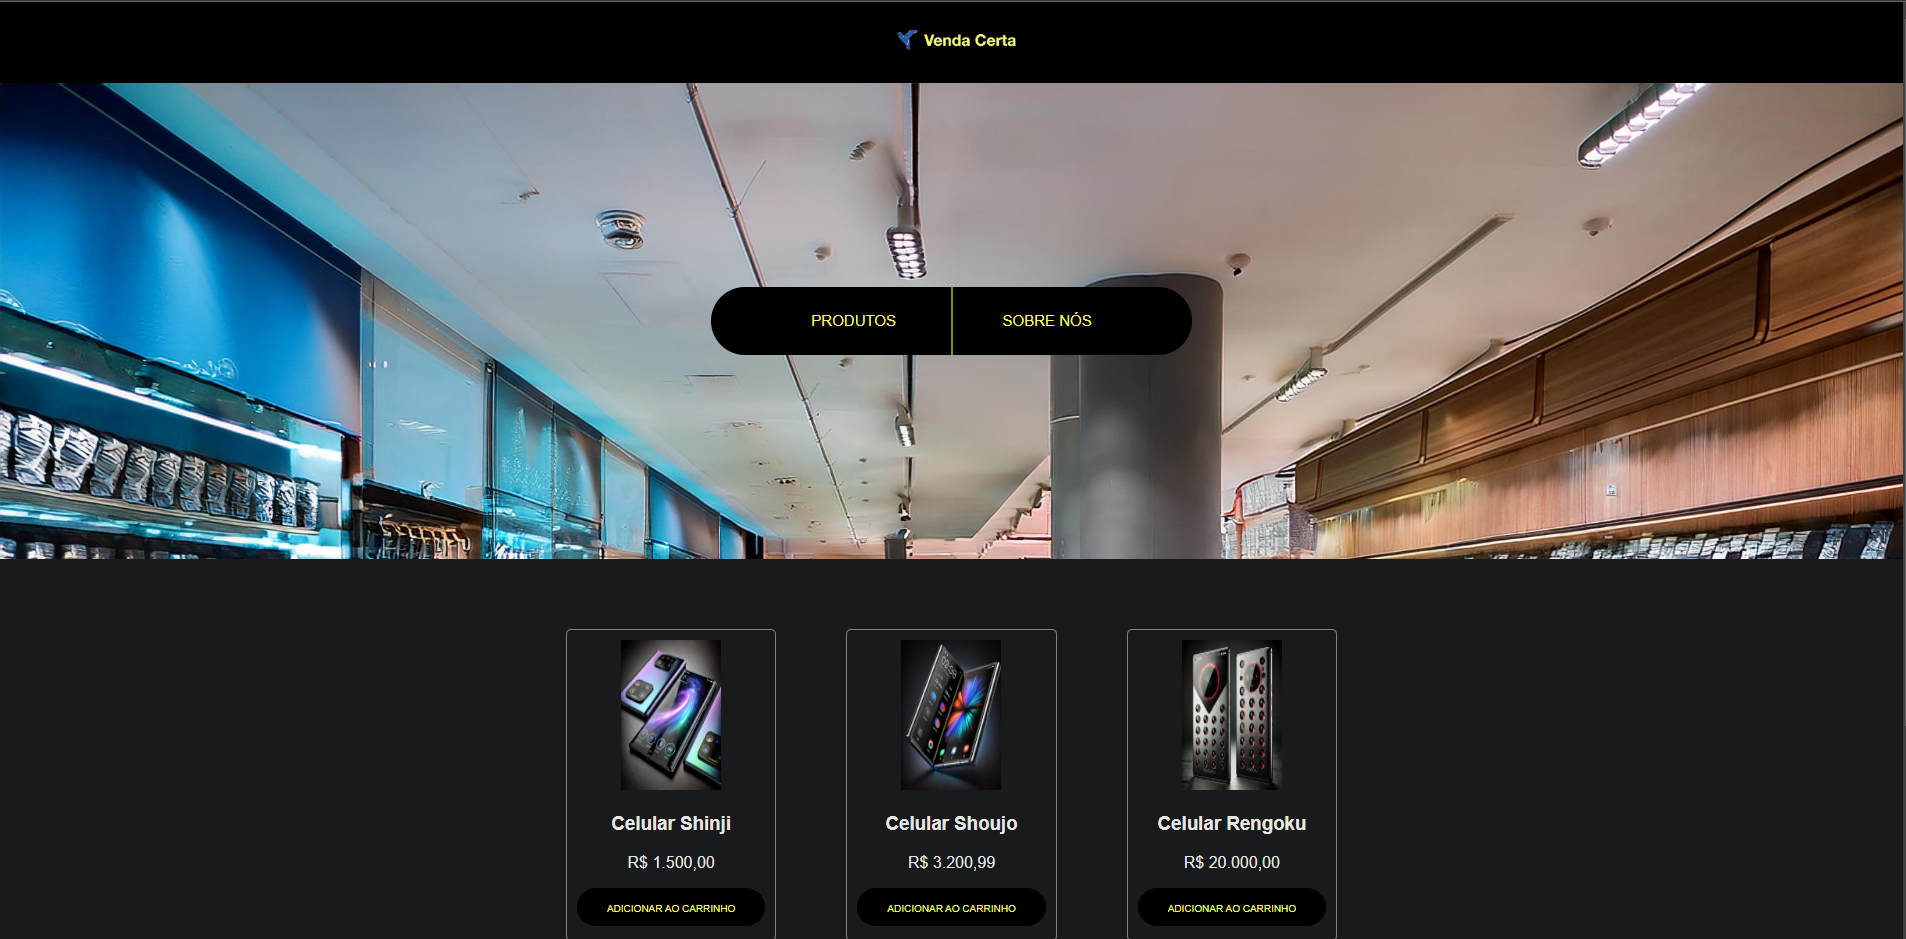 Venda Certa
PRODUTOS
SOBRE NÓS
Celular Shinji
R$ 1.500,00
ADICIONAR AO CARRINHO
Celular Shoujo
R$ 3.200,99
ADICIONAR AO CARRINHO
Celular Rengoku
R$ 20.000,00
ADICIONAR AO CARRINHO